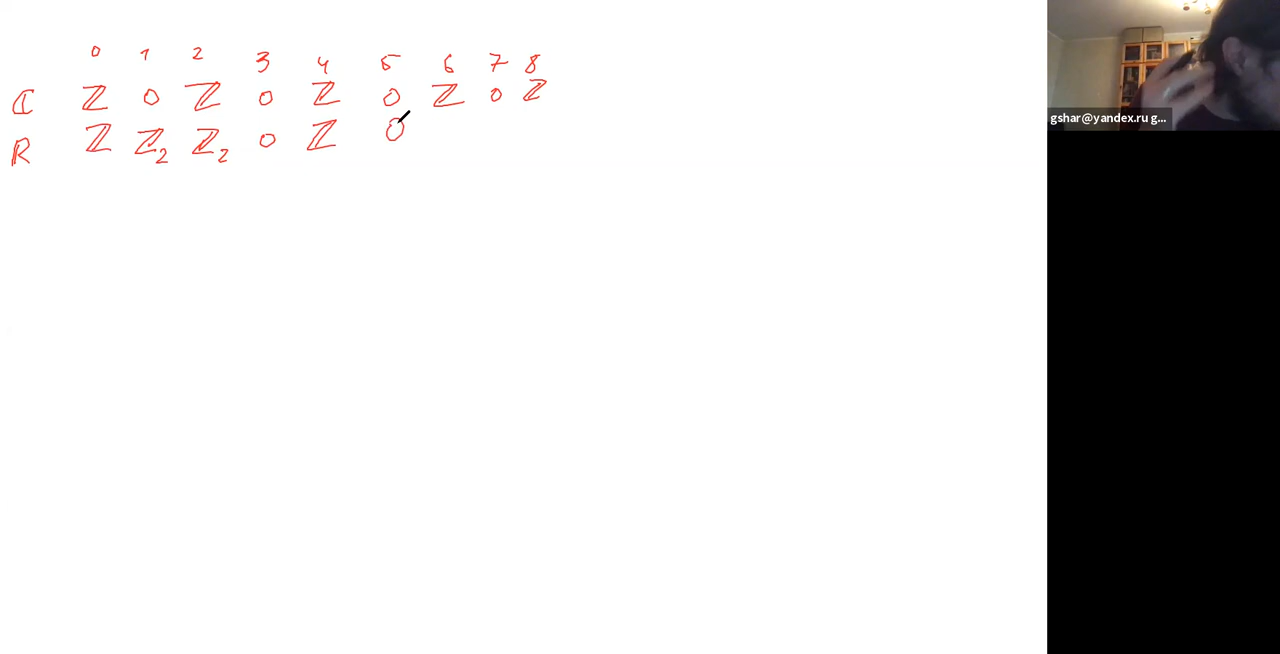 0 1 2 3 4 5 6 7 8
ℂ ℤ 0 ℤ 0 ℤ 0 ℤ 0 ℤ
ℝ ℤ ℤ₂ ℤ₂ 0 ℤ 0
gshar@yandex.ru g...